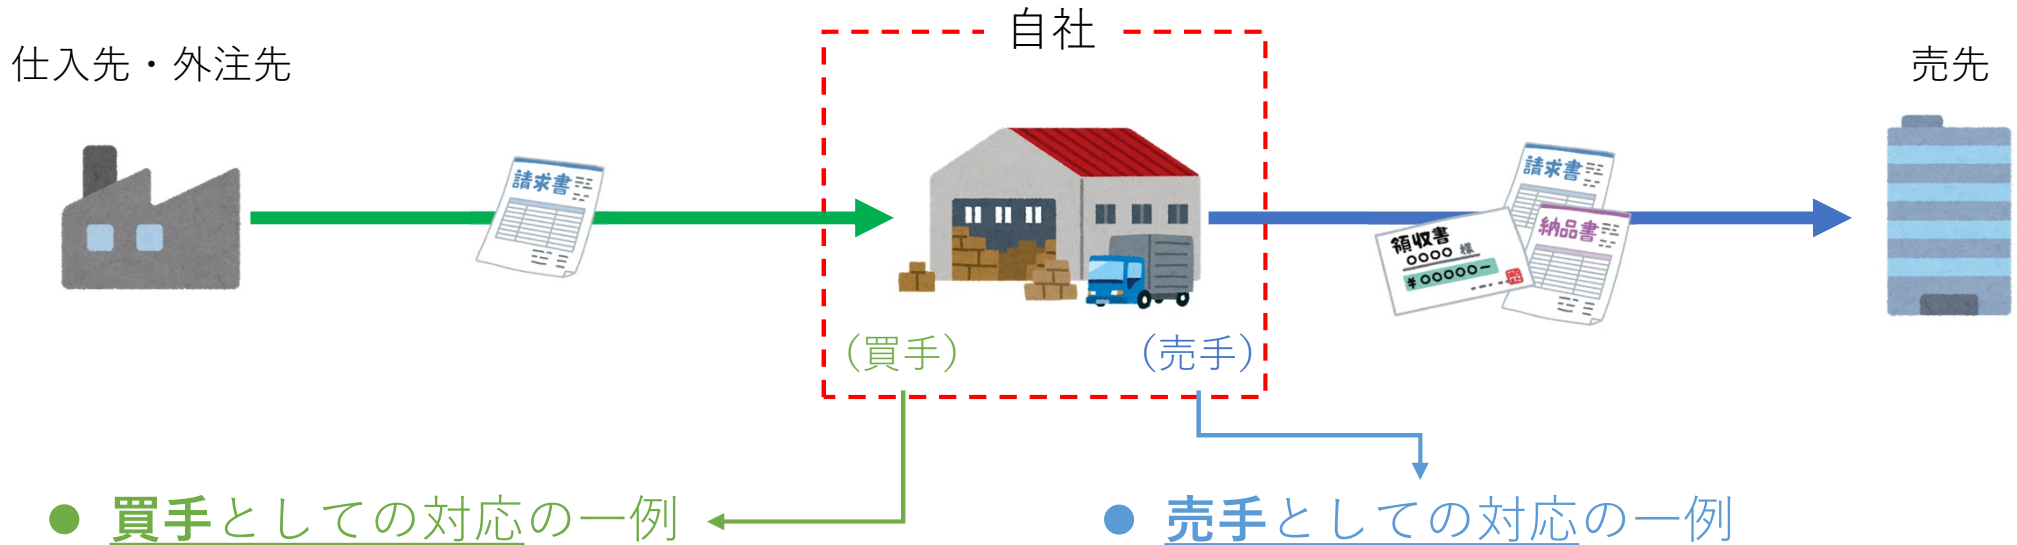 自社
仕入先・外注先
売先
請求書
請求書
納品書
領収書
○○○○ 様
¥○○○○○ー
(買手)
(売手)
● 買手としての対応の一例
● 売手としての対応の一例